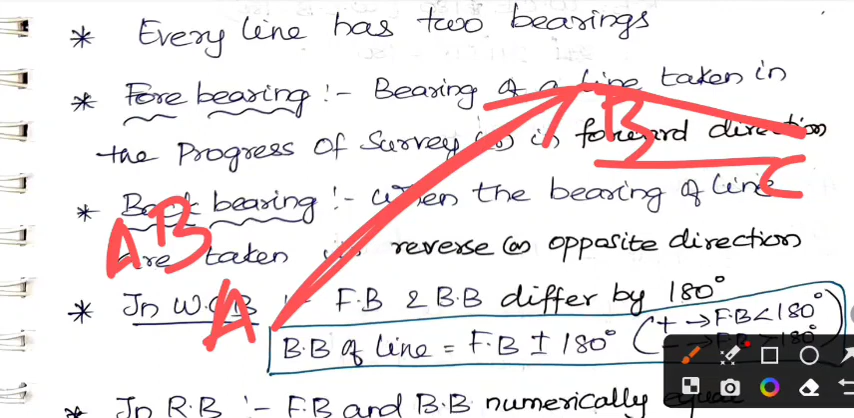 * Every line has two bearings
* Fore bearing :- Bearing of a line taken in
the Progress of Survey (or) in forward direction
* Back bearing :- when the bearing of line
are taken in reverse (or) opposite direction
* In W.C.B :- F.B & B.B differ by 180°
B.B of line = F.B ± 180° (+ → F.B < 180°
- → F.B > 180°)
* In R.B :- F.B and B.B numerically equal
A
B
C
AB